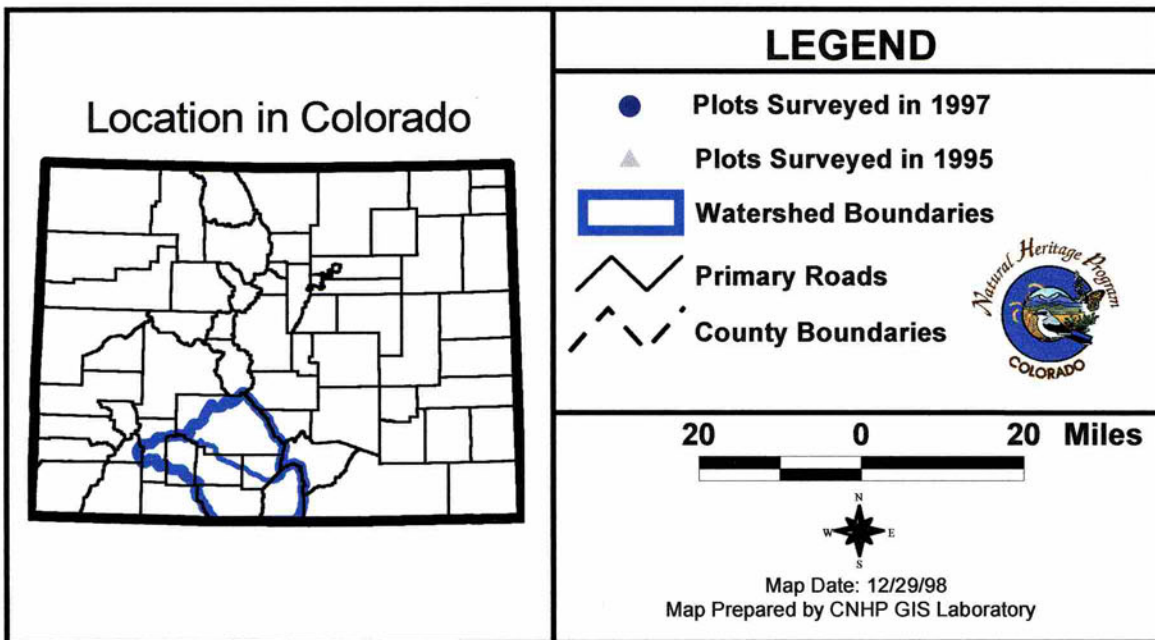 Location in Colorado
LEGEND
Plots Surveyed in 1997
Plots Surveyed in 1995
Watershed Boundaries
Primary Roads
County Boundaries
Natural Heritage Program
COLORADO
20 0 20 Miles
N
W E
S
Map Date: 12/29/98
Map Prepared by CNHP GIS Laboratory